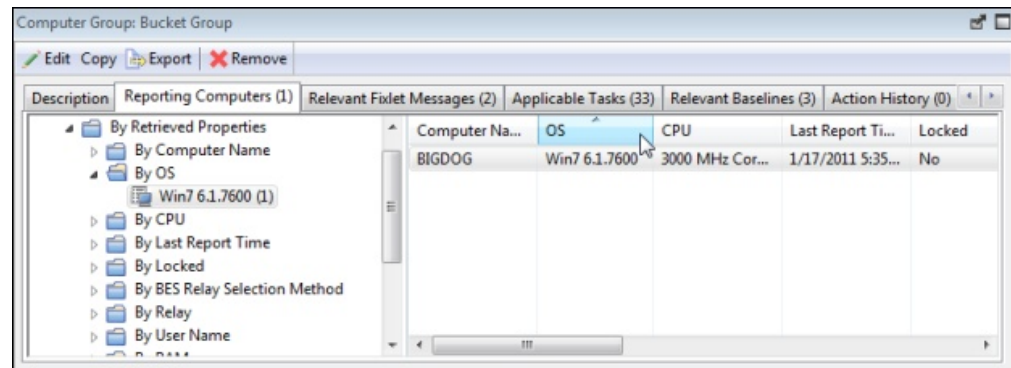 Computer Group: Bucket Group
Edit Copy Export Remove
Description Reporting Computers (1) Relevant Fixlet Messages (2) Applicable Tasks (33) Relevant Baselines (3) Action History (0)
By Retrieved Properties
By Computer Name
By OS
Win7 6.1.7600 (1)
By CPU
By Last Report Time
By Locked
By BES Relay Selection Method
By Relay
By User Name
Computer Na... OS CPU Last Report Ti... Locked
BIGDOG Win7 6.1.7600 3000 MHz Cor... 1/17/2011 5:35... No